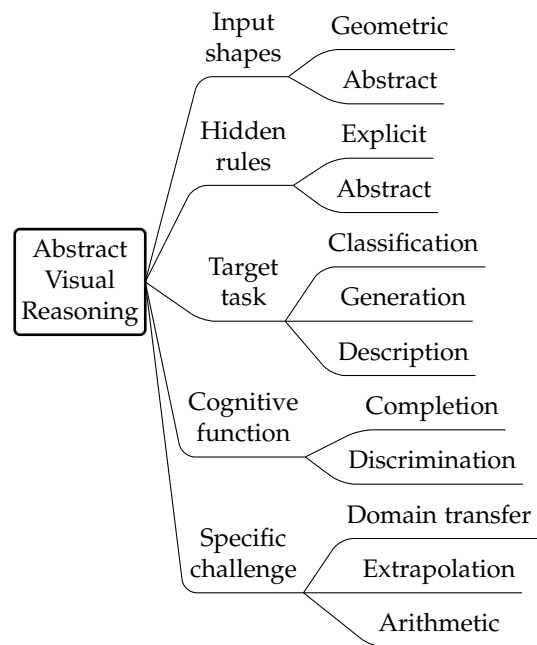 Abstract
Visual
Reasoning
Input
shapes
Geometric
Abstract
Hidden
rules
Explicit
Abstract
Target
task
Classification
Generation
Description
Cognitive
function
Completion
Discrimination
Specific
challenge
Domain transfer
Extrapolation
Arithmetic